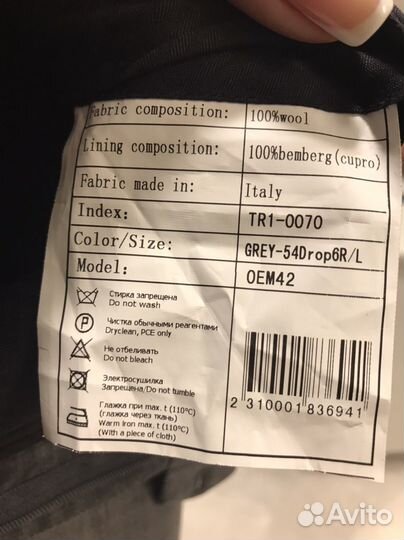 Fabric composition: 100%wool
Lining composition: 100%bemberg(cupro)
Fabric made in: Italy
Index: TR1-0070
Color/Size: GREY-54Drop6R/L
Model: OEM42
Стирка запрещена
Do not wash
P
Чистка обычными реагентами
Dryclean, PCE only
Не отбеливать
Do not bleach
Электросушилка
Запрещена/Do not tumble
Глажка при max. t (110°C)
(глажка через ткань)
Warm Iron max. t (110°C)
(With a piece of cloth)
2 310001 836941
Avito